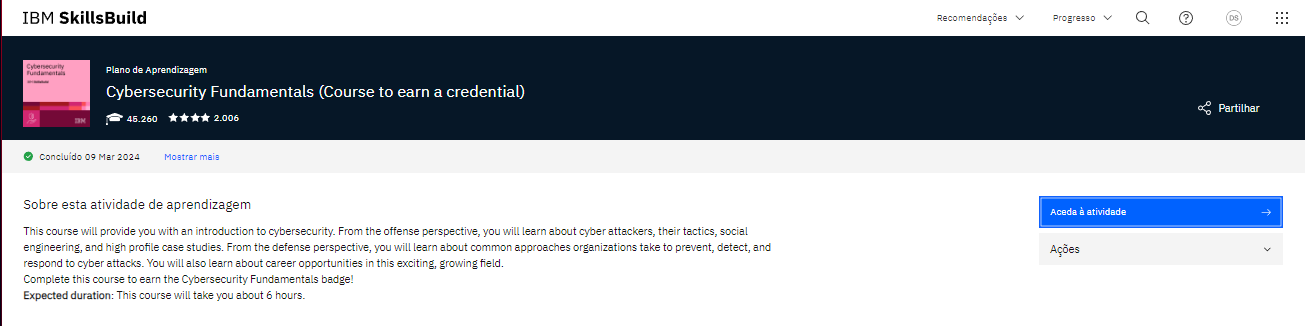 IBM SkillsBuild
Recomendações
Progresso
DS
Cybersecurity
Fundamentals
IBM
Plano de Aprendizagem
Cybersecurity Fundamentals (Course to earn a credential)
45.260
2.006
Partilhar
Concluído 09 Mar 2024
Mostrar mais
Sobre esta atividade de aprendizagem
This course will provide you with an introduction to cybersecurity. From the offense perspective, you will learn about cyber attackers, their tactics, social
engineering, and high profile case studies. From the defense perspective, you will learn about common approaches organizations take to prevent, detect, and
respond to cyber attacks. You will also learn about career opportunities in this exciting, growing field.
Complete this course to earn the Cybersecurity Fundamentals badge!
Expected duration: This course will take you about 6 hours.
Aceda à atividade
Ações